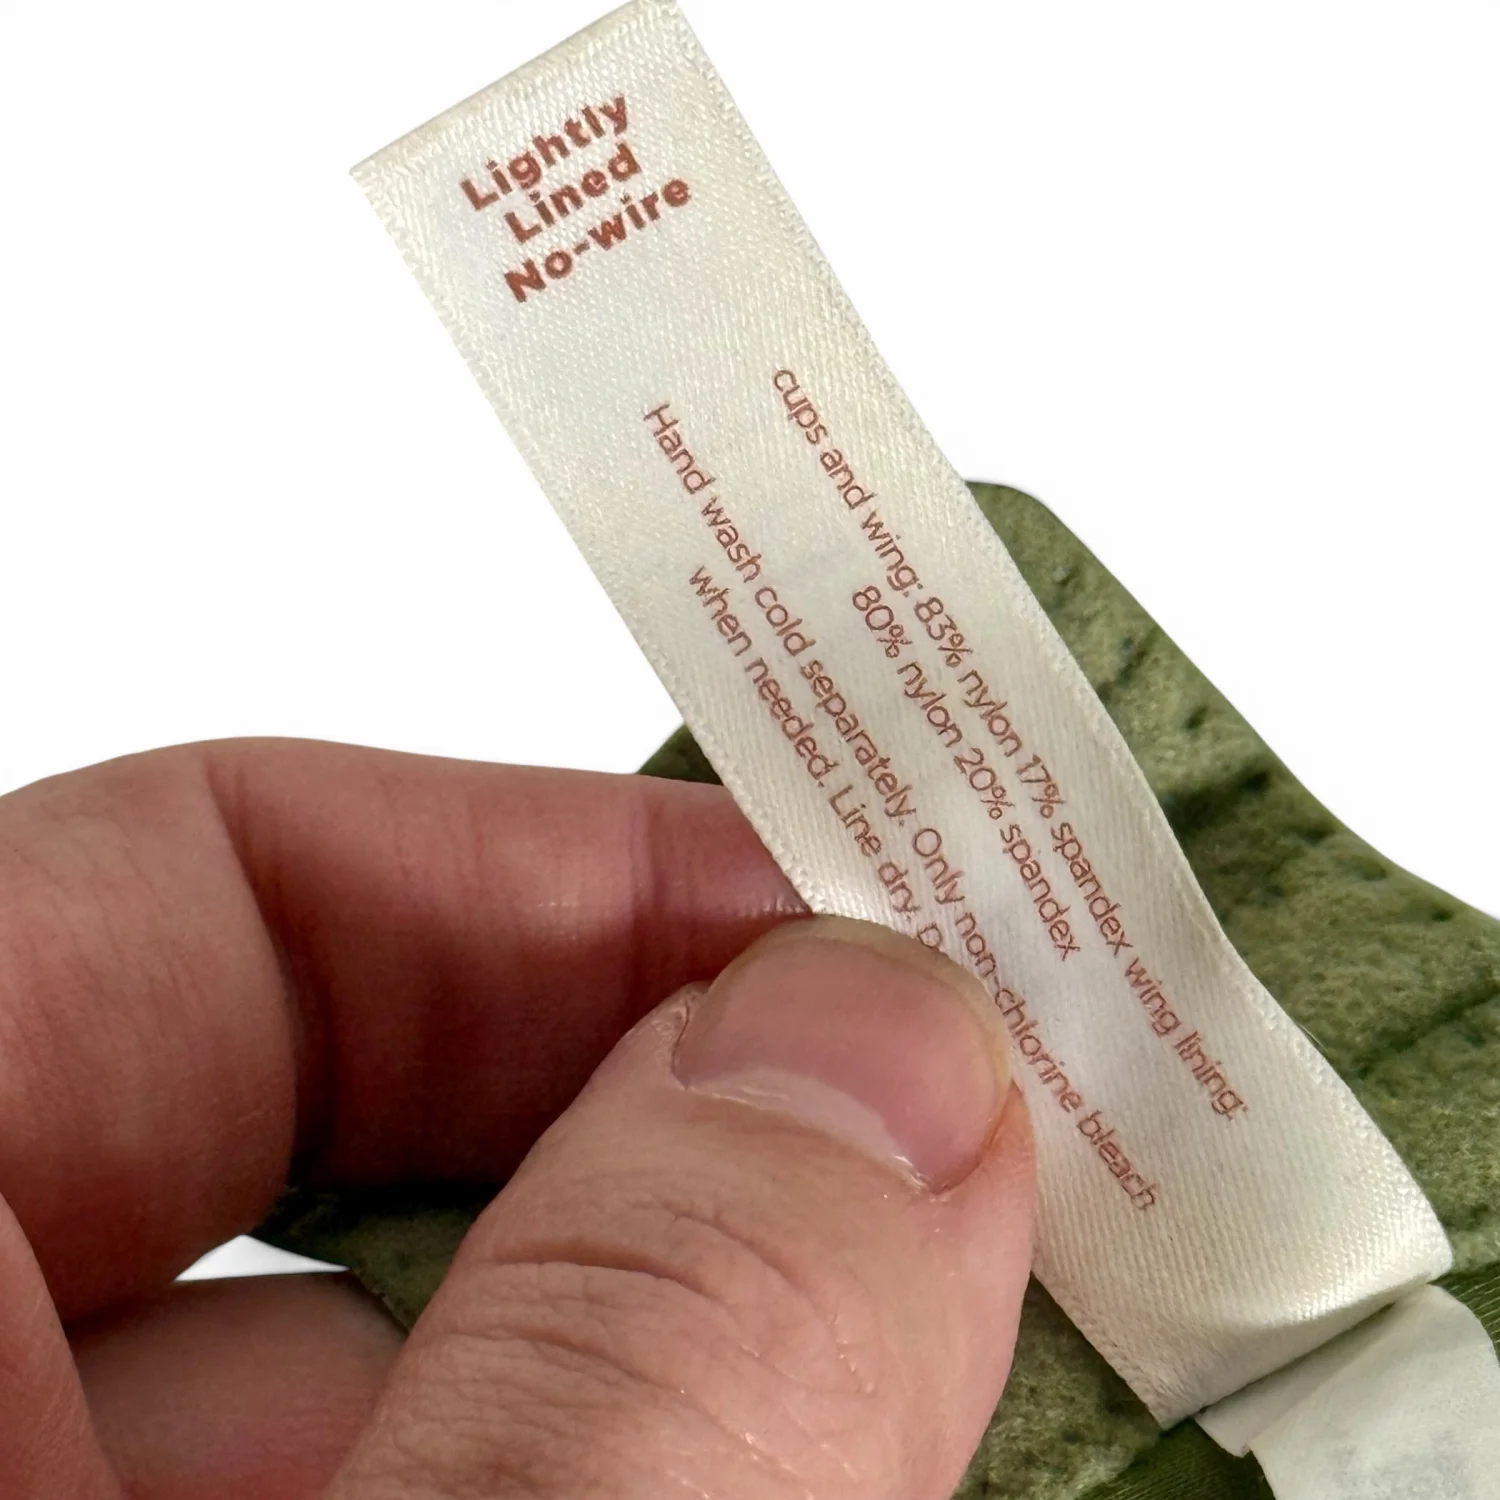 Lightly
Lined
No-wire
cups and wing: 83% nylon 17% spandex wing lining:
80% nylon 20% spandex
Hand wash cold separately. Only non-chlorine bleach
when needed. Line dry.